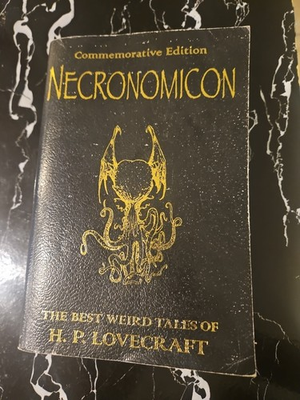 Commemorative Edition
NECRONOMICON
THE BEST WEIRD TALES OF
H. P. LOVECRAFT